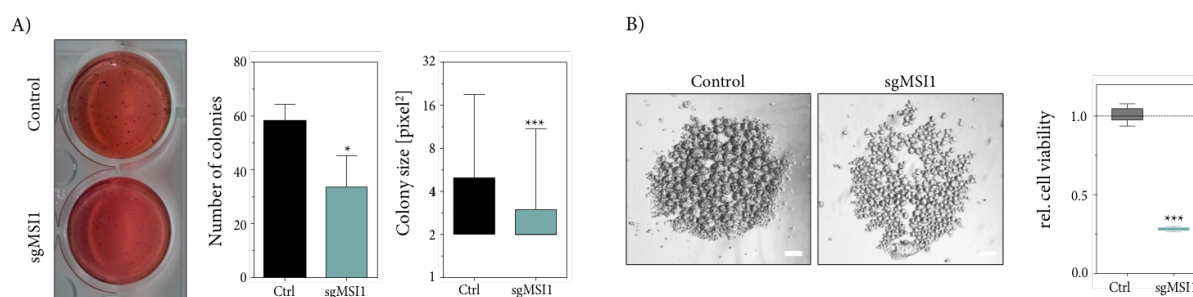 A)
Control
sgMSI1
Number of colonies
80
60
40
20
0
*
Ctrl
sgMSI1
Colony size [pixel²]
32
16
8
4
2
1
***
Ctrl
sgMSI1
B)
Control
sgMSI1
rel. cell viability
1.0
0.5
0.0
***
Ctrl
sgMSI1